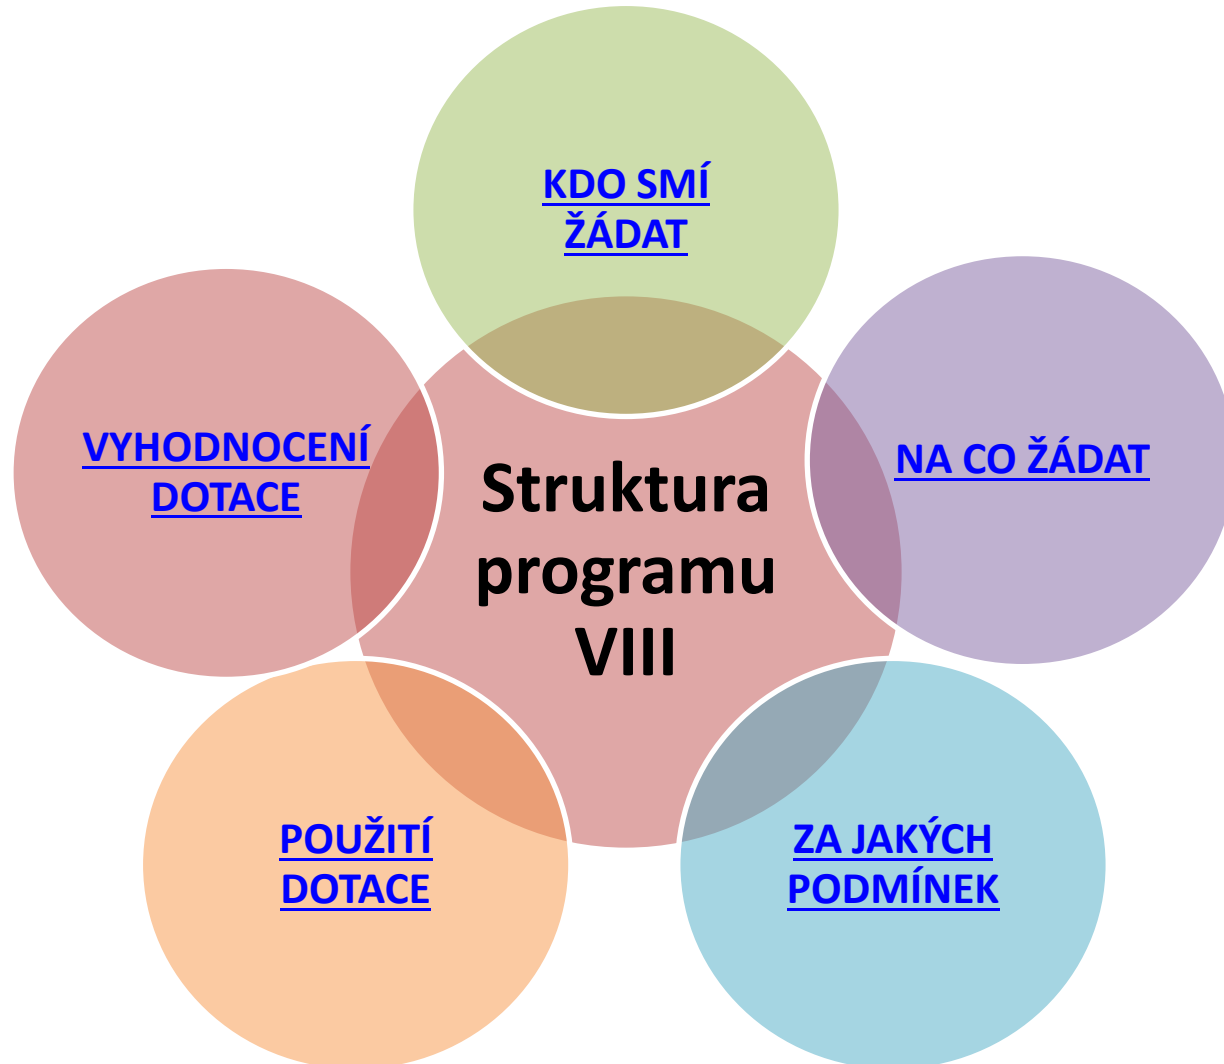 KDO SMÍ
ŽÁDAT
NA CO ŽÁDAT
ZA JAKÝCH
PODMÍNEK
POUŽITÍ
DOTACE
VYHODNOCENÍ
DOTACE
Struktura
programu
VIII